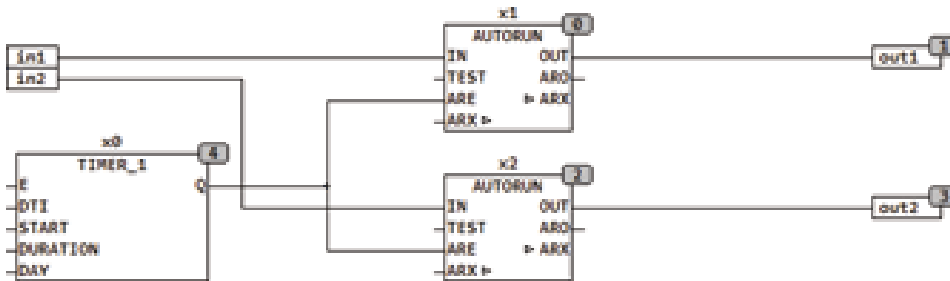 x1
0
AUTORUN
in1
IN
OUT
out1
1
in2
TEST
ARO
ARE
ARX
ARX
x0
4
TIMER_1
E
Q
DTI
START
DURATION
DAY
x2
2
AUTORUN
IN
OUT
out2
3
TEST
ARO
ARE
ARX
ARX